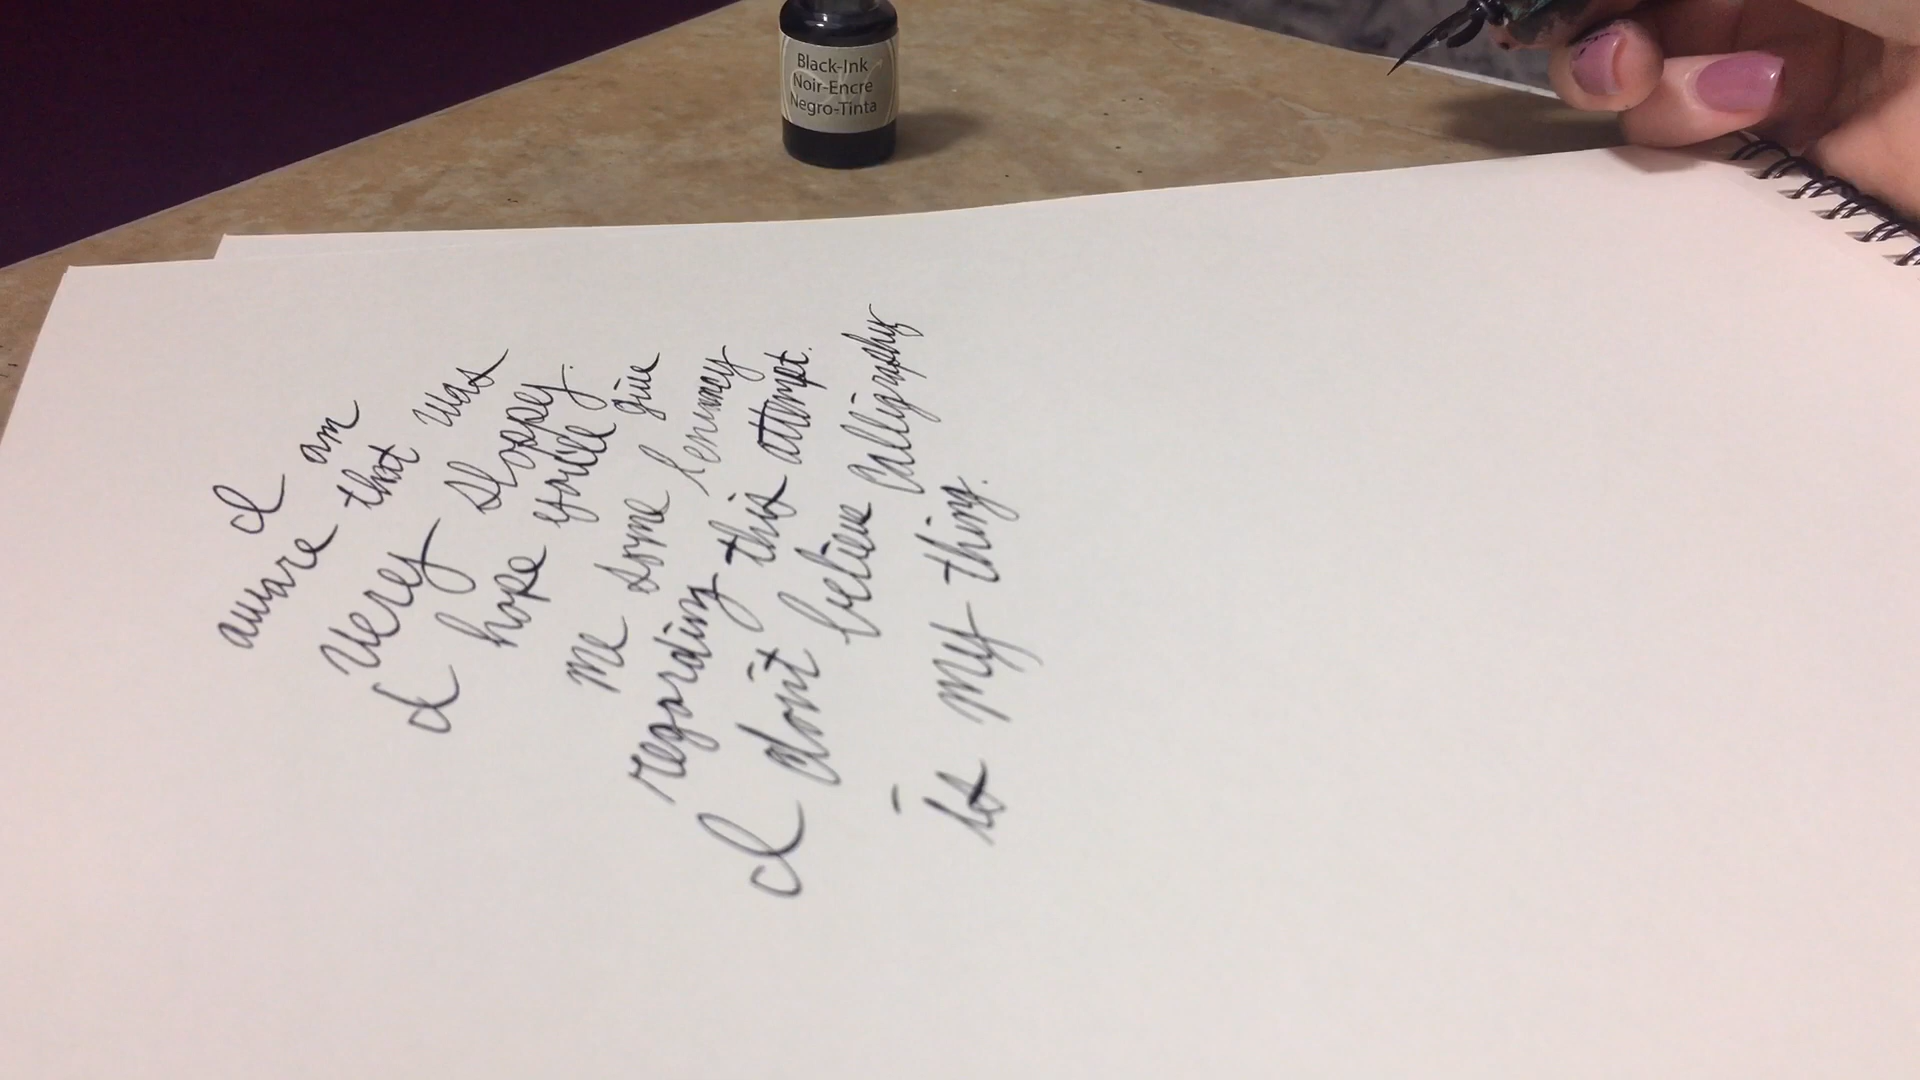 Black-Ink
Noir-Encre
Negro-Tinta
I am
aware that was
very sloppy.
I hope you'll give
me some leniency
regarding this attempt.
I don't believe calligraphy
is my thing.